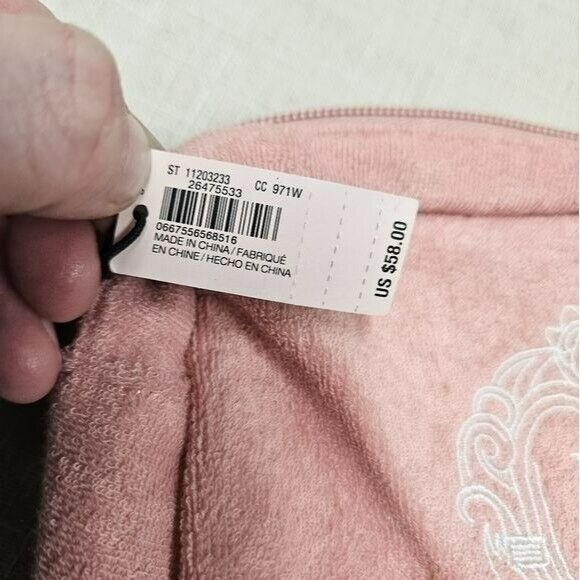 ST 11203233 CC 971W
26475533
0667556568516
MADE IN CHINA/FABRIQUÉ
EN CHINE/HECHO EN CHINA
US $58.00